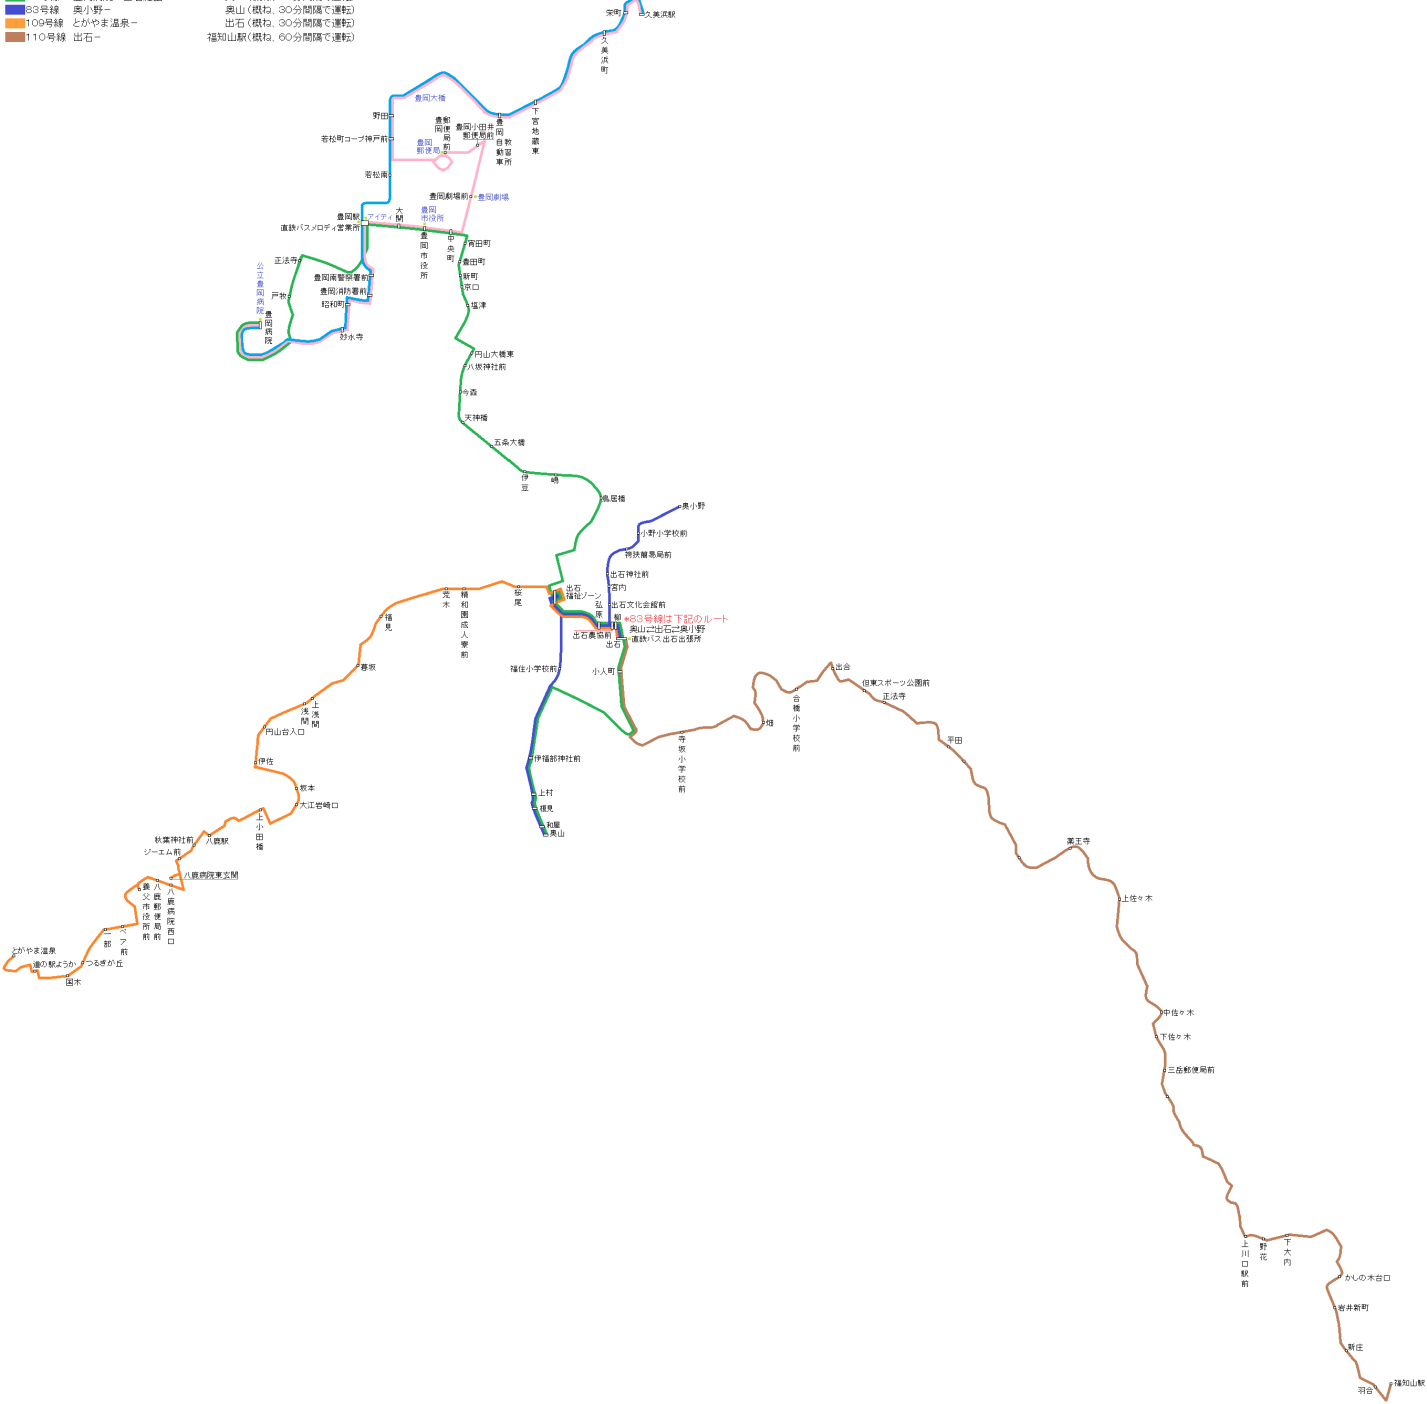 83号線 奥小野－ 奥山（概ね、30分間隔で運転）
109号線 とがやま温泉－ 出石（概ね、30分間隔で運転）
110号線 出石－ 福知山駅（概ね、60分間隔で運転）
栄町
久美浜駅
久美浜町
豊岡大橋
下宮地蔵東
野田
豊岡郵便局前
豊岡小田井郵便局前
豊岡自動車教習所
若松町コープ神戸前
豊岡郵便局
若松南
豊岡劇場前
豊岡劇場
豊岡駅
アイティ
大開
豊岡市役所
直鉄バスメロディ営業所
豊岡市役所
中央町
宵田町
正法寺
豊田町
公立豊岡病院
豊岡南警察署前
新町
京口
豊岡消防署前
戸牧
昭和町
塩津
豊岡病院
妙水寺
円山大橋東
八坂神社前
今森
天神橋
五条大橋
伊豆
嶋
鳥居橋
奥小野
小野小学校前
袴狭簡易局前
出石神社前
宮内
荒木
精和園成人寮前
桜尾
出石福祉ゾーン
弘原
出石文化会館前
福見
柳
*83号線は下記のルート
奥山⇄出石⇄奥小野
出石農協前
出石
直鉄バス出石出張所
暮坂
福住小学校前
小人町
出合
合橋小学校前
但東スポーツ公園前
正法寺
上浅間
浅間
円山台入口
畑
寺坂小学校前
平田
伊佐
伊福部神社前
坂本
大江岩崎口
上村
榎見
和屋
奥山
上小田橋
八鹿駅
秋葉神社前
ジーエム前
薬王寺
八鹿病院東玄関
八鹿病院西口
八鹿郵便局前
養父市役所前
上佐々木
一部
ペア前
とがやま温泉
道の駅ようか
つるぎが丘
国木
中佐々木
下佐々木
三岳郵便局前
上川口駅前
野花
下大内
かしの木台口
岩井新町
新庄
羽合
福知山駅